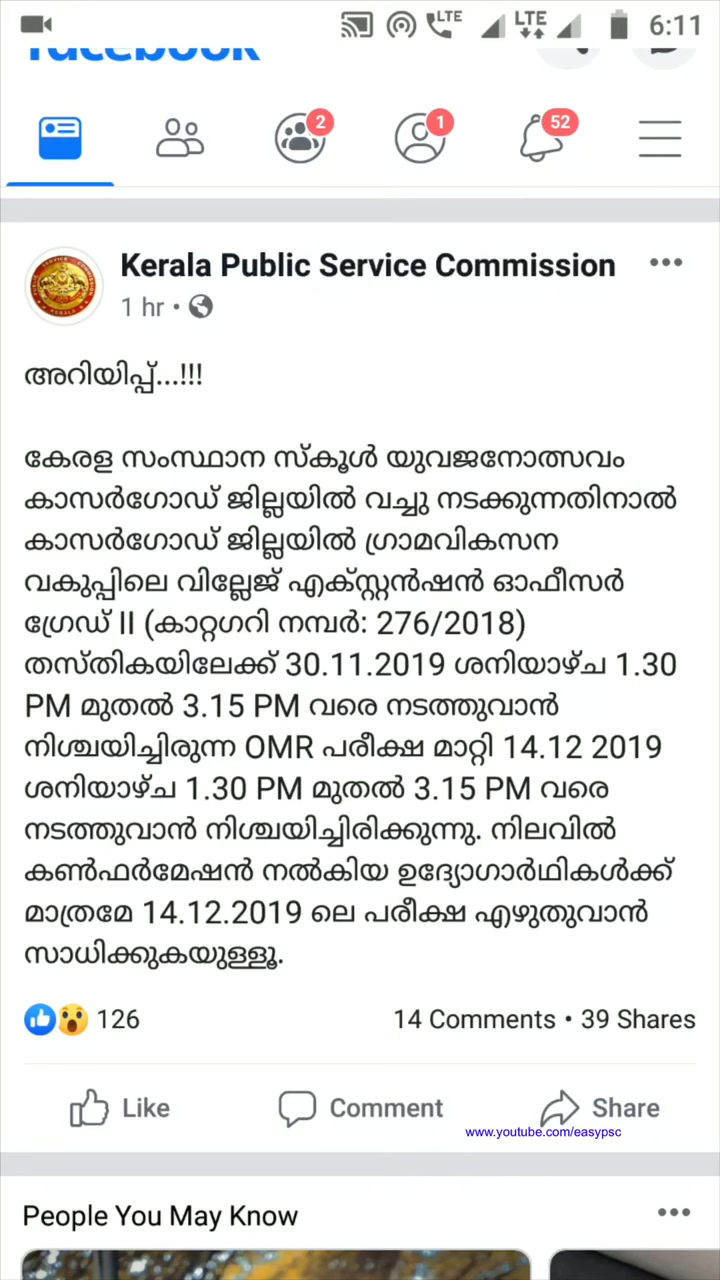 LTE LTE 6:11
facebook
2 1 52
Kerala Public Service Commission
1 hr •
അറിയിപ്പ്...!!!
കേരള സംസ്ഥാന സ്കൂൾ യുവജനോത്സവം
കാസർഗോഡ് ജില്ലയിൽ വച്ചു നടക്കുന്നതിനാൽ
കാസർഗോഡ് ജില്ലയിൽ ഗ്രാമവികസന
വകുപ്പിലെ വില്ലേജ് എക്സ്റ്റൻഷൻ ഓഫീസർ
ഗ്രേഡ് II (കാറ്റഗറി നമ്പർ: 276/2018)
തസ്തികയിലേക്ക് 30.11.2019 ശനിയാഴ്ച 1.30
PM മുതൽ 3.15 PM വരെ നടത്തുവാൻ
നിശ്ചയിച്ചിരുന്ന OMR പരീക്ഷ മാറ്റി 14.12 2019
ശനിയാഴ്ച 1.30 PM മുതൽ 3.15 PM വരെ
നടത്തുവാൻ നിശ്ചയിച്ചിരിക്കുന്നു. നിലവിൽ
കൺഫർമേഷൻ നൽകിയ ഉദ്യോഗാർഥികൾക്ക്
മാത്രമേ 14.12.2019 ലെ പരീക്ഷ എഴുതുവാൻ
സാധിക്കുകയുള്ളൂ.
126 14 Comments • 39 Shares
Like Comment Share
www.youtube.com/easypsc
People You May Know